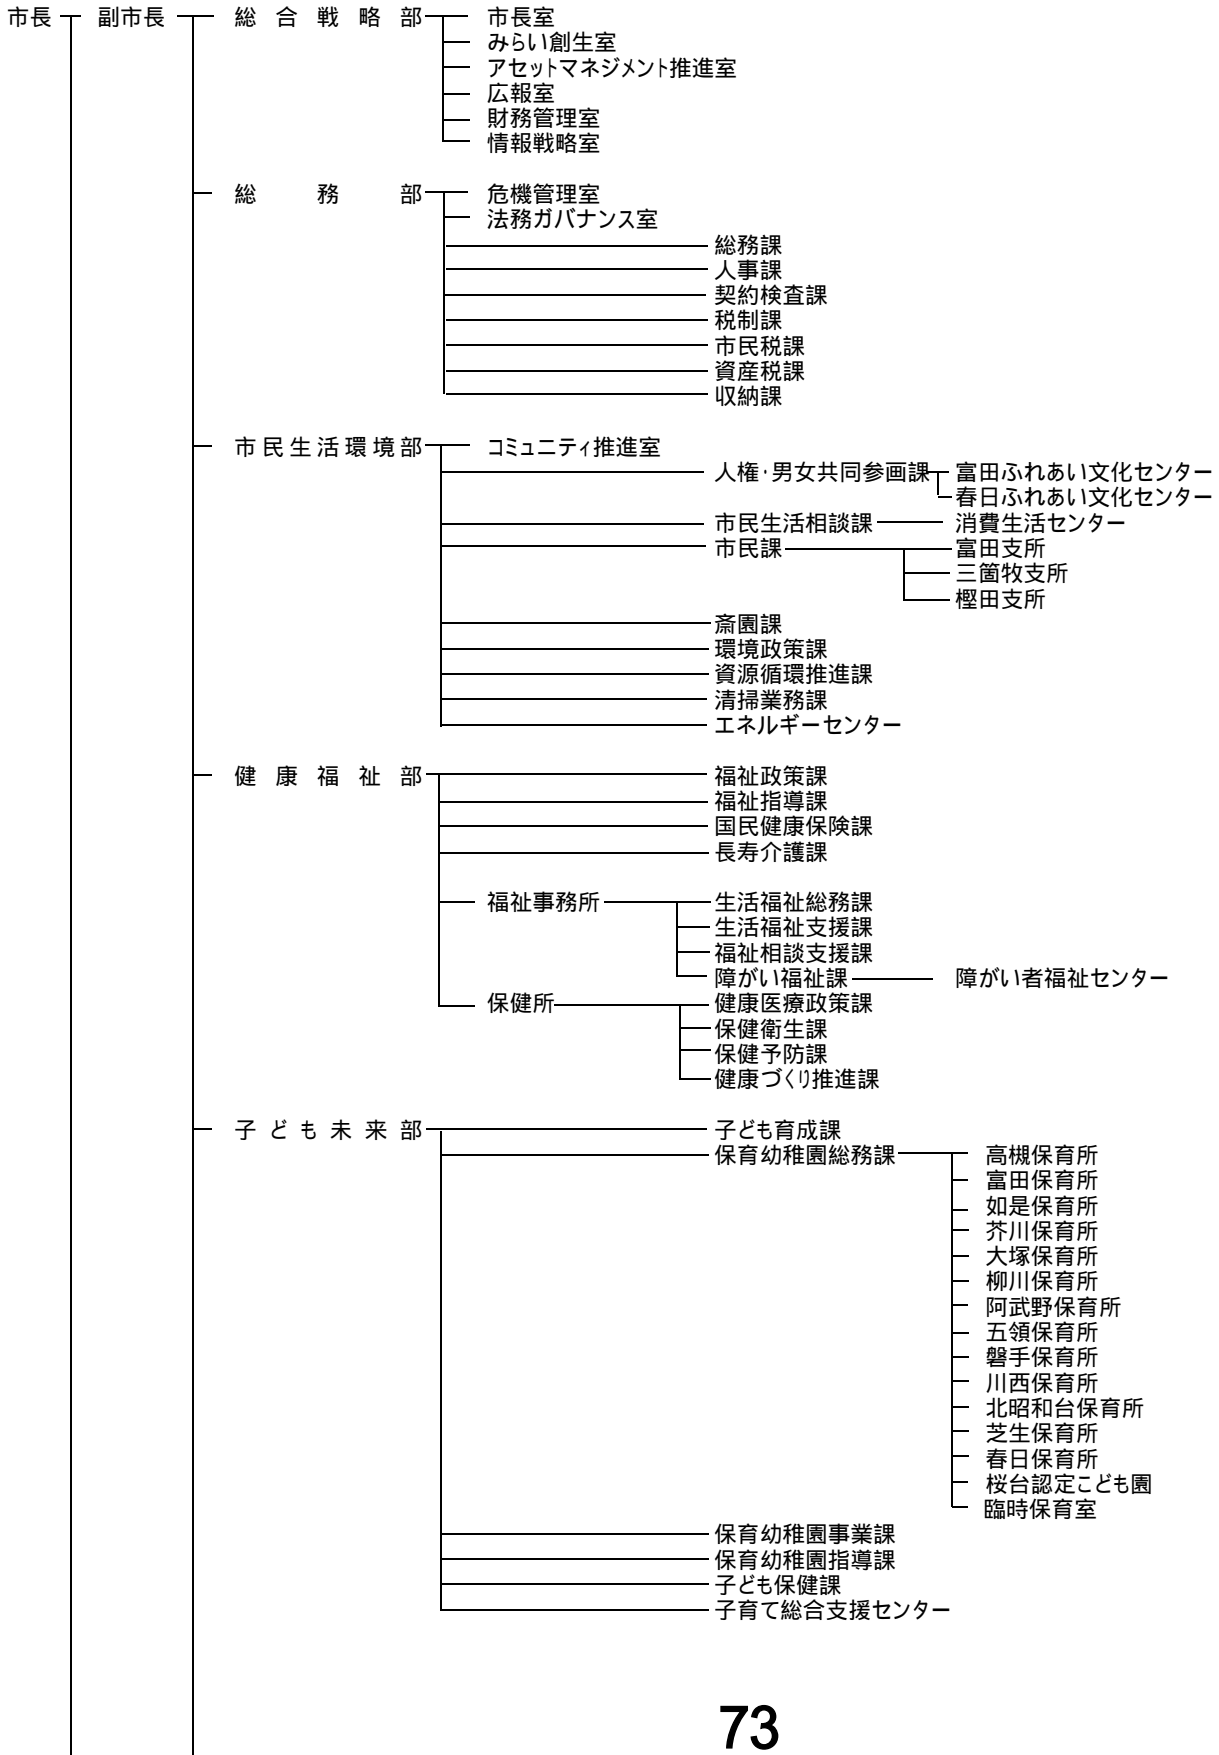 市長 副市長 総合戦略部 市長室
みらい創生室
アセットマネジメント推進室
広報室
財務管理室
情報戦略室
総務部 危機管理室
法務ガバナンス室
総務課
人事課
契約検査課
税制課
市民税課
資産税課
収納課
市民生活環境部 コミュニティ推進室
人権・男女共同参画課 富田ふれあい文化センター
春日ふれあい文化センター
市民生活相談課 消費生活センター
市民課 富田支所
三箇牧支所
樫田支所
斎園課
環境政策課
資源循環推進課
清掃業務課
エネルギーセンター
健康福祉部 福祉政策課
福祉指導課
国民健康保険課
長寿介護課
福祉事務所 生活福祉総務課
生活福祉支援課
福祉相談支援課
障がい福祉課 障がい者福祉センター
保健所 健康医療政策課
保健衛生課
保健予防課
健康づくり推進課
子ども未来部 子ども育成課
保育幼稚園総務課 高槻保育所
富田保育所
如是保育所
芥川保育所
大塚保育所
柳川保育所
阿武野保育所
五領保育所
磐手保育所
川西保育所
北昭和台保育所
芝生保育所
春日保育所
桜台認定こども園
臨時保育室
保育幼稚園事業課
保育幼稚園指導課
子ども保健課
子育て総合支援センター
73